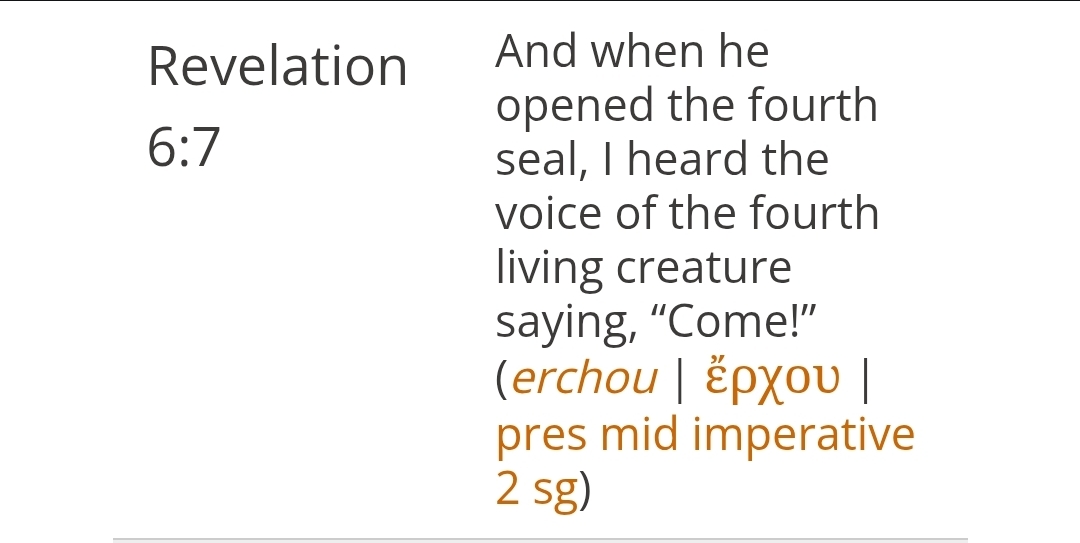 Revelation
6:7
And when he
opened the fourth
seal, I heard the
voice of the fourth
living creature
saying, “Come!”
(erchou | ἔρχου |
pres mid imperative
2 sg)